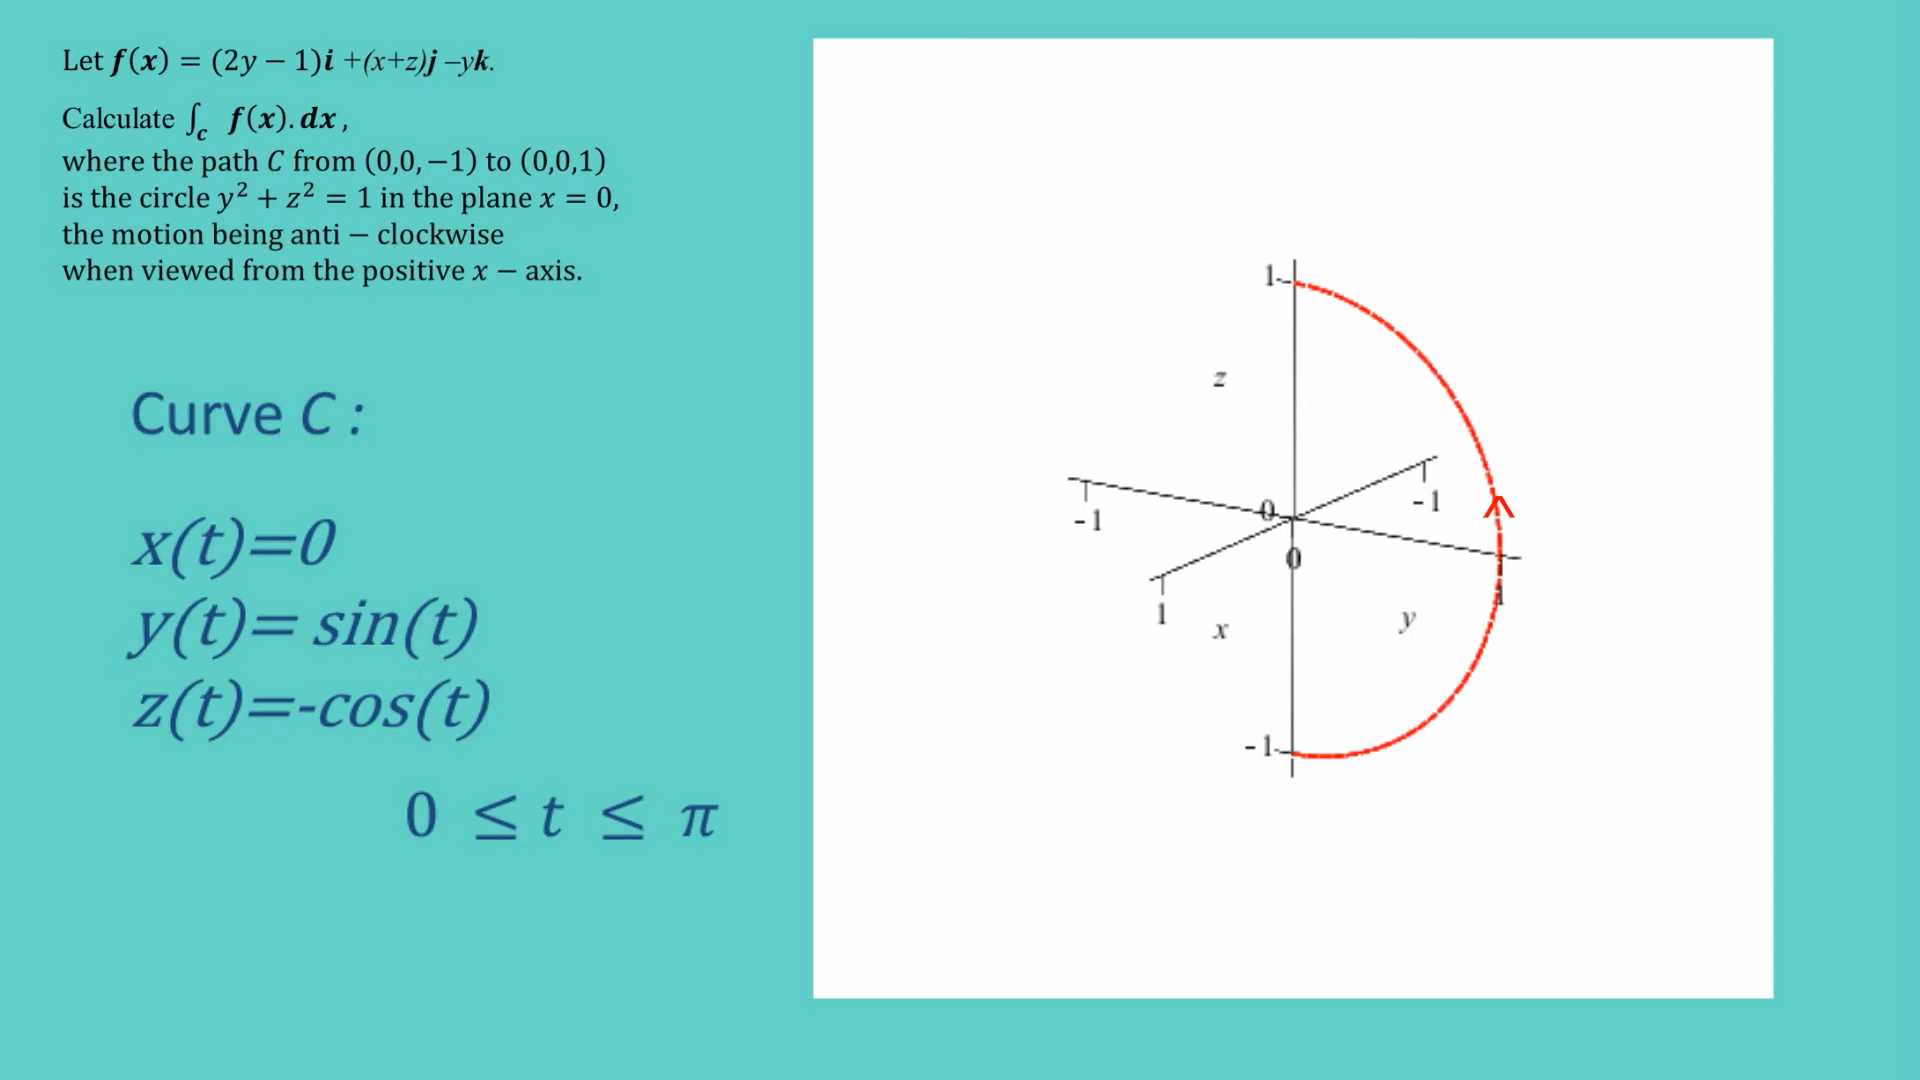 Let f(x) = (2y − 1)i +(x+z)j –yk.
Calculate ∫c f(x).dx,
where the path C from (0,0,−1) to (0,0,1)
is the circle y² + z² = 1 in the plane x = 0,
the motion being anti − clockwise
when viewed from the positive x − axis.
Curve C :
x(t)=0
y(t)= sin(t)
z(t)=-cos(t)
0 ≤ t ≤ π
1
z
-1
0
-1
0
1
1
x
y
-1